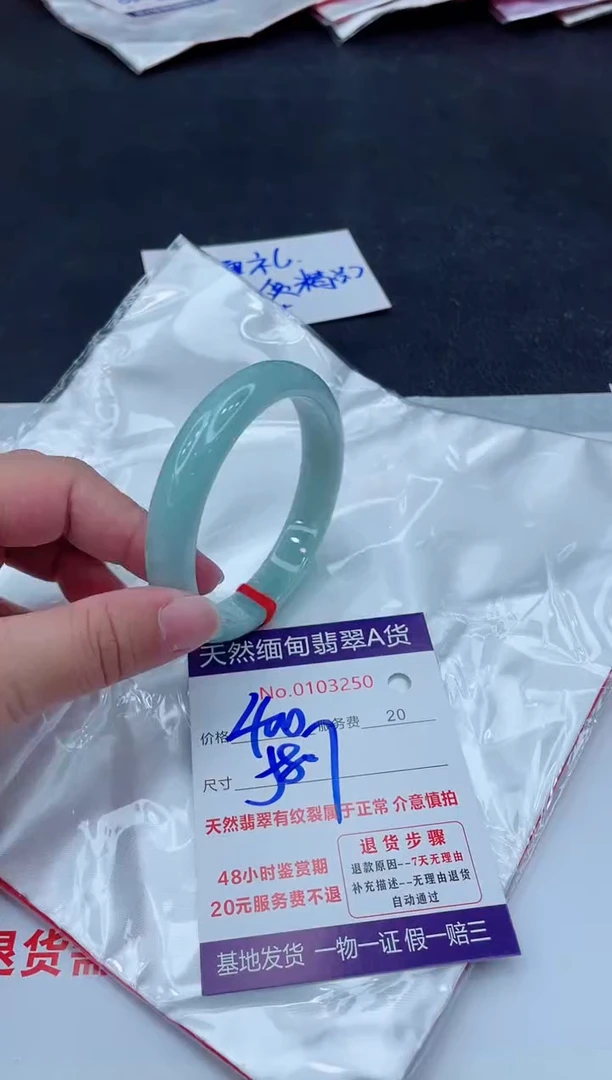 礼
天然缅甸翡翠A货
No.0103250
价格 400 服务费 20
尺寸 58.7
天然翡翠有纹裂属于正常 介意慎拍
48小时鉴赏期
20元服务费不退
退货步骤
退款原因--7天无理由
补充描述--无理由退货
自动通过
基地发货 一物一证 假一赔三
退货需